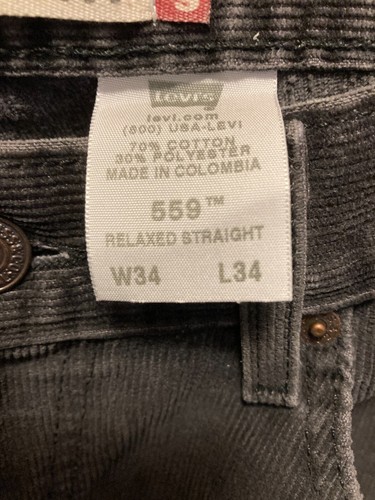 Levi's
levi.com
(800) USA-LEVI
70% COTTON
30% POLYESTER
MADE IN COLOMBIA
559™
RELAXED STRAIGHT
W34 L34